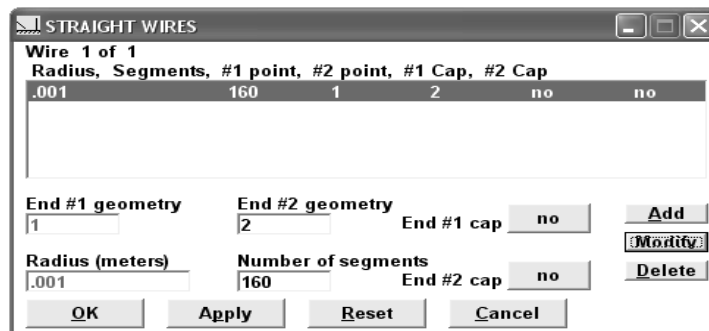 STRAIGHT WIRES
Wire 1 of 1
Radius, Segments, #1 point, #2 point, #1 Cap, #2 Cap
.001 160 1 2 no no
End #1 geometry End #2 geometry
1 2 End #1 cap no Add
Modify
Radius (meters) Number of segments
.001 160 End #2 cap no Delete
OK Apply Reset Cancel